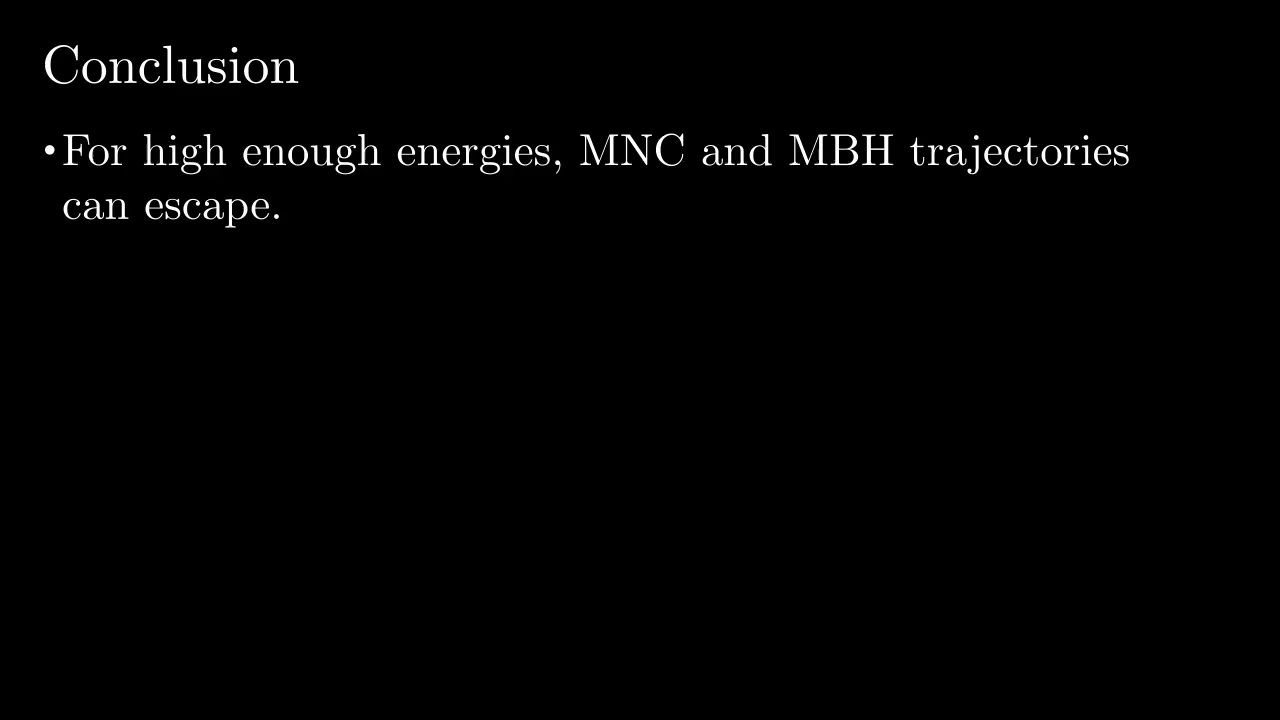 Conclusion
•For high enough energies, MNC and MBH trajectories
can escape.